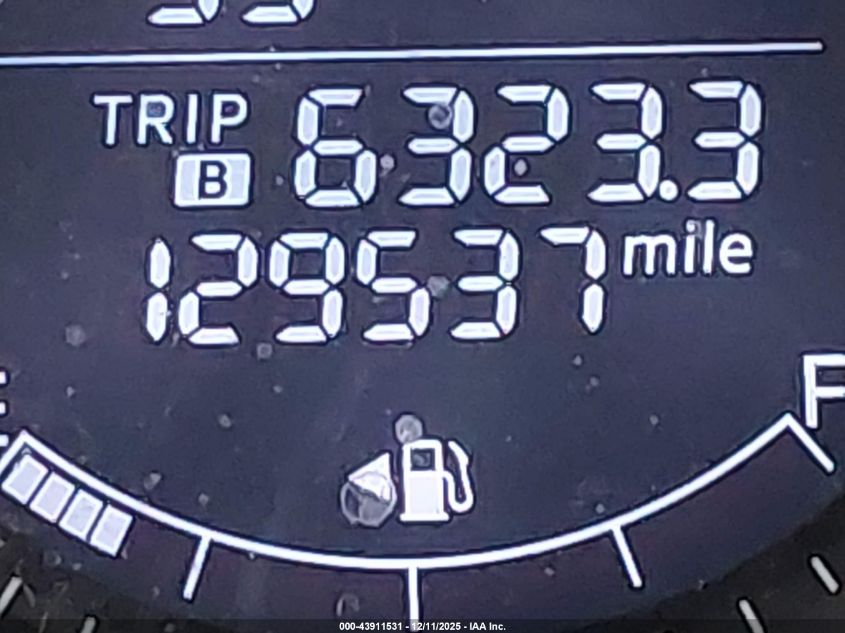 TRIP B 6323.3
129537 mile
E F
000-43911531 - 12/11/2025 - IAA Inc.